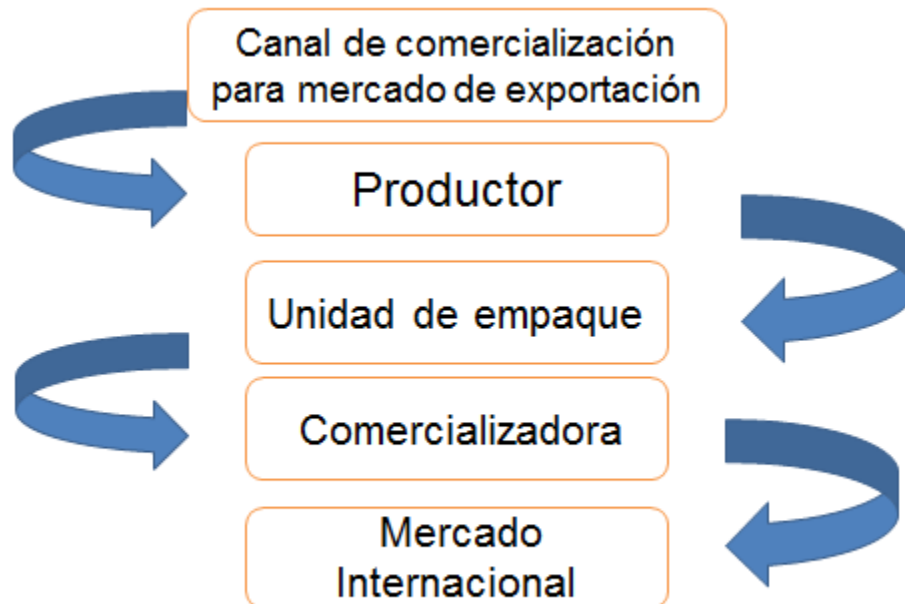 Canal de comercialización
para mercado de exportación
Productor
Unidad de empaque
Comercializadora
Mercado
Internacional